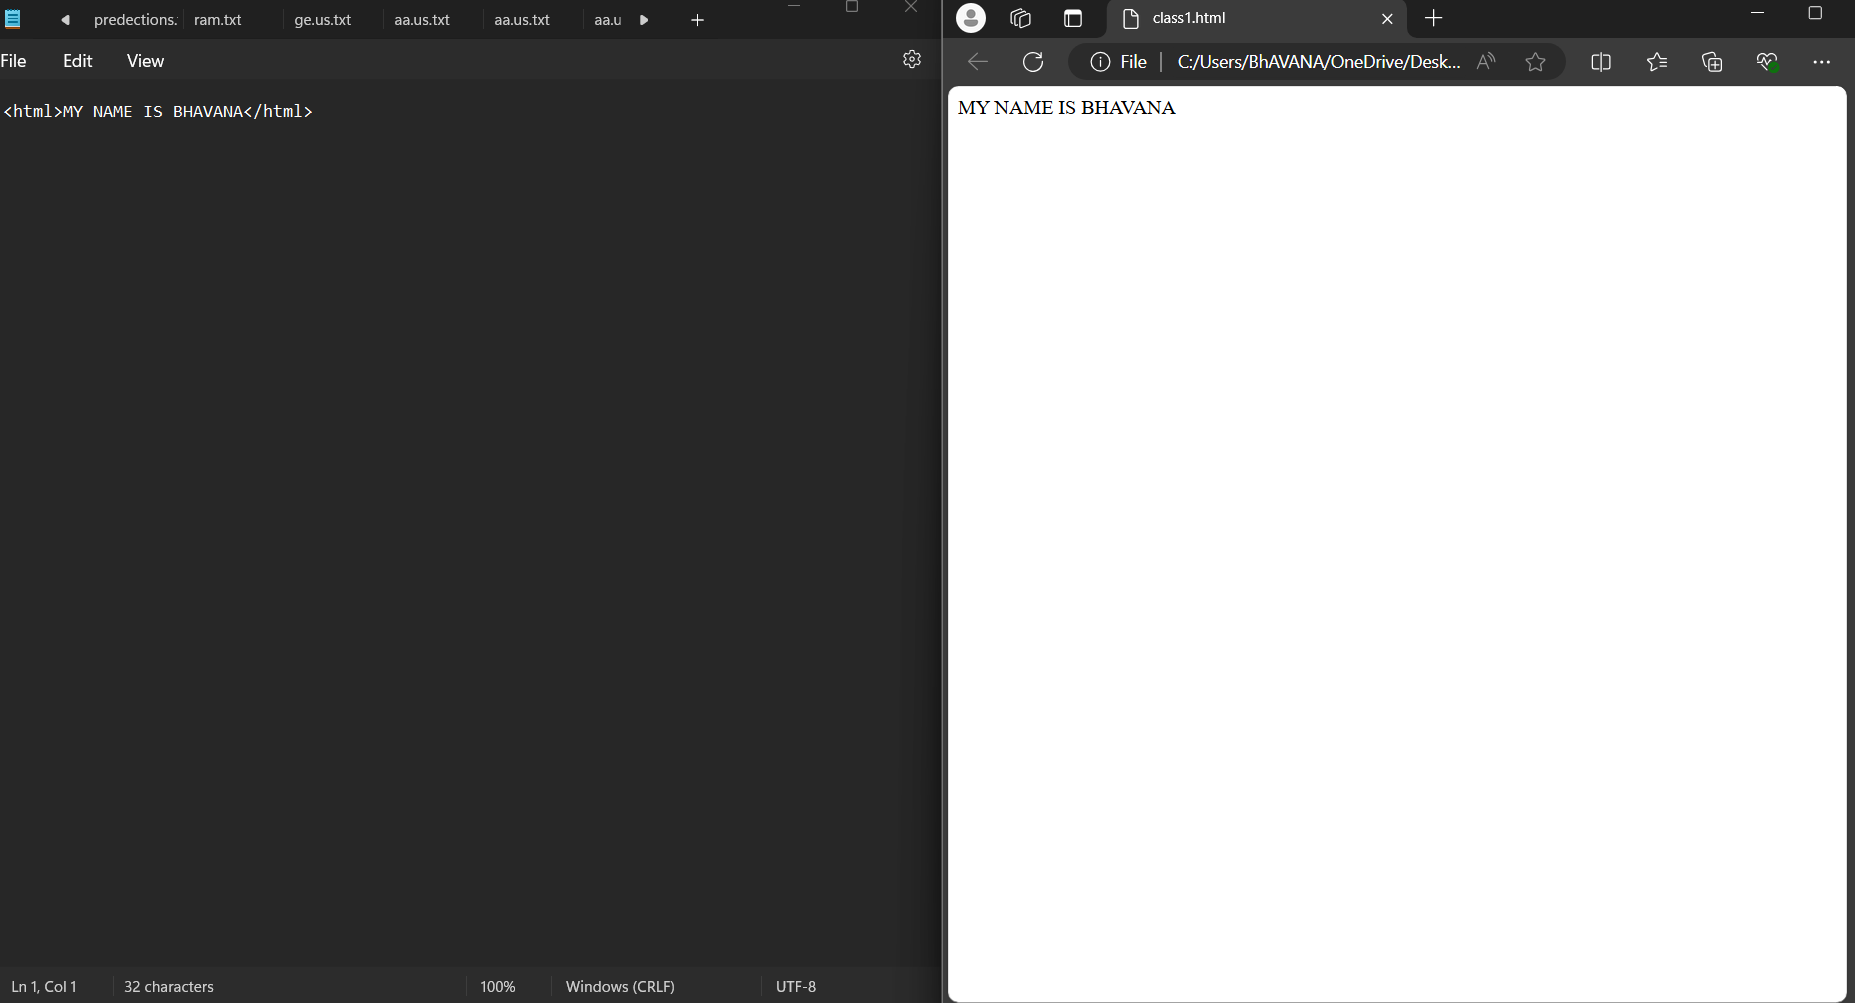 predections. ram.txt ge.us.txt aa.us.txt aa.us.txt aa.u
File Edit View
<html>MY NAME IS BHAVANA</html>
Ln 1, Col 1 32 characters 100% Windows (CRLF) UTF-8
class1.html
File C:/Users/BhAVANA/OneDrive/Desk...
MY NAME IS BHAVANA